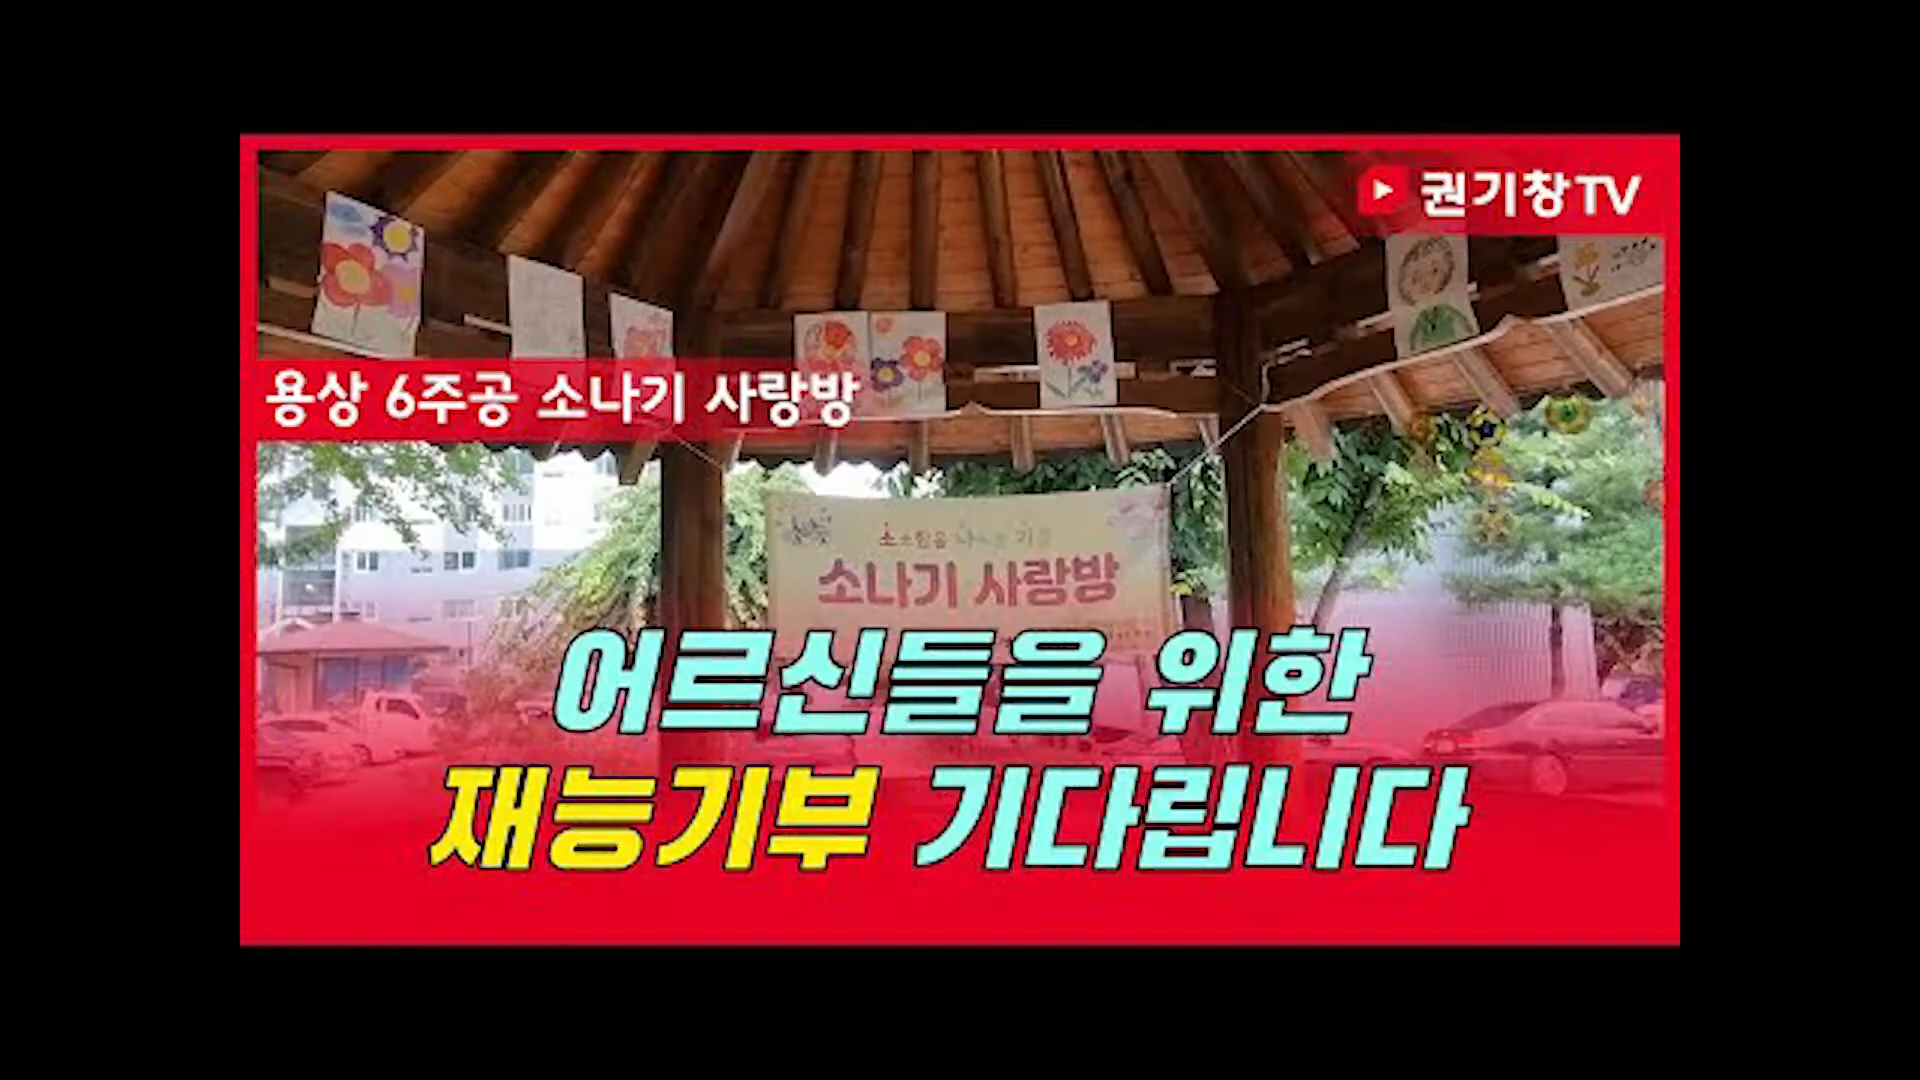 권기창TV
용상 6주공 소나기 사랑방
소나기 사랑방
어르신들을 위한
재능기부 기다립니다